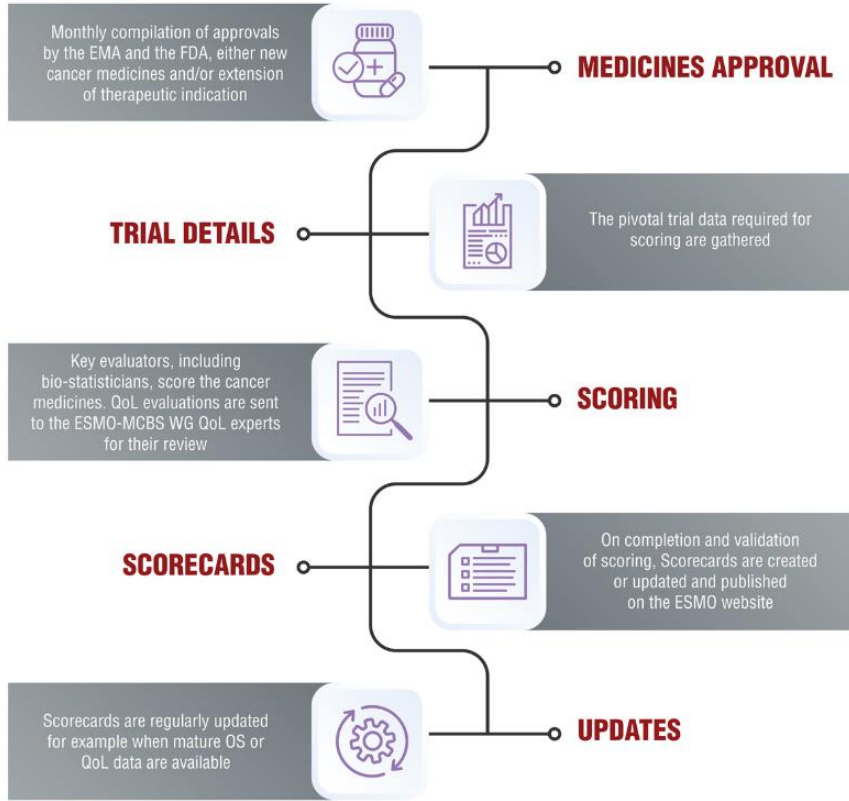 Monthly compilation of approvals
by the EMA and the FDA, either new
cancer medicines and/or extension
of therapeutic indication
MEDICINES APPROVAL
TRIAL DETAILS
The pivotal trial data required for
scoring are gathered
Key evaluators, including
bio-statisticians, score the cancer
medicines. QoL evaluations are sent
to the ESMO-MCBS WG QoL experts
for their review
SCORING
SCORECARDS
On completion and validation
of scoring, Scorecards are created
or updated and published
on the ESMO website
Scorecards are regularly updated
for example when mature OS or
QoL data are available
UPDATES